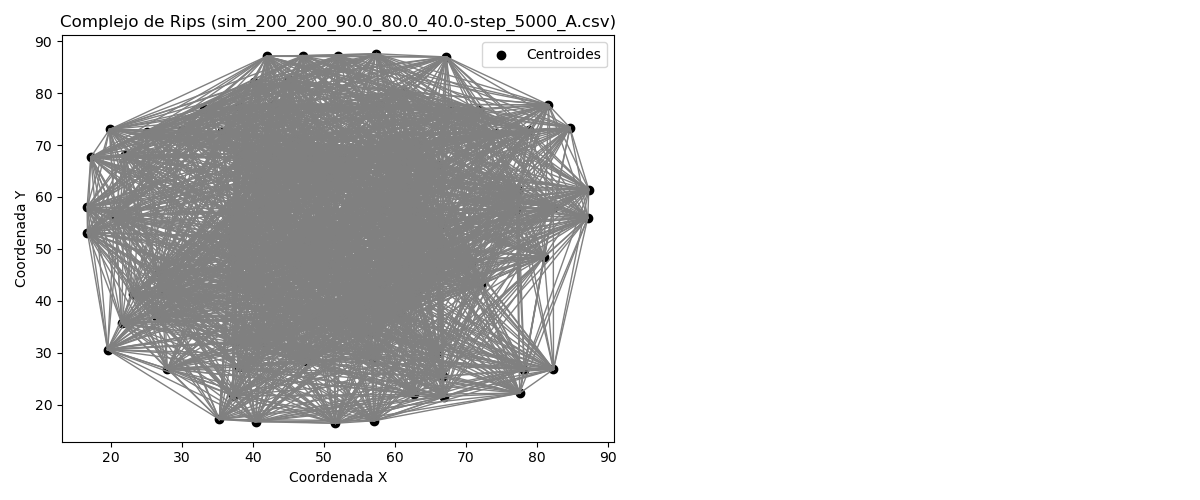 Complejo de Rips (sim_200_200_90.0_80.0_40.0-step_5000_A.csv)
Centroides
90
80
70
60
50
40
30
20
Coordenada Y
20 30 40 50 60 70 80 90
Coordenada X